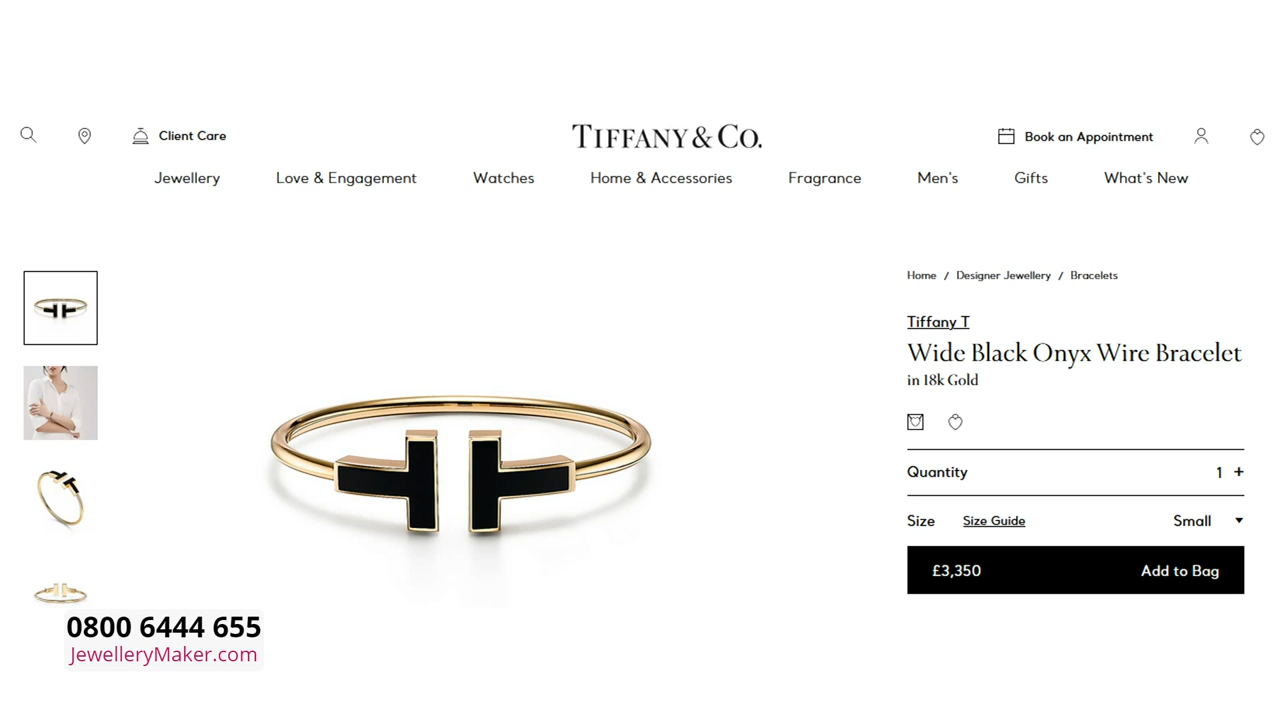 Client Care
TIFFANY & CO.
Book an Appointment
Jewellery Love & Engagement Watches Home & Accessories Fragrance Men's Gifts What's New
Home / Designer Jewellery / Bracelets
Tiffany T
Wide Black Onyx Wire Bracelet
in 18k Gold
Quantity 1 +
Size Size Guide Small
£3,350 Add to Bag
0800 6444 655
JewelleryMaker.com